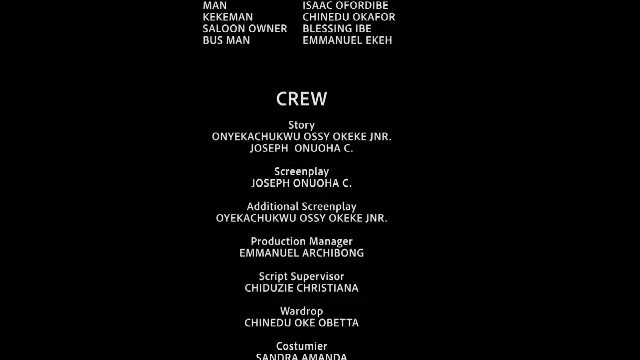 MAN ISAAC OFORDIBE
KEKEMAN CHINEDU OKAFOR
SALOON OWNER BLESSING IBE
BUS MAN EMMANUEL EKEH
CREW
Story
ONYEKACHUKWU OSSY OKEKE JNR.
JOSEPH ONUOHA C.
Screenplay
JOSEPH ONUOHA C.
Additional Screenplay
OYEKACHUKWU OSSY OKEKE JNR.
Production Manager
EMMANUEL ARCHIBONG
Script Supervisor
CHIDUZIE CHRISTIANA
Wardrop
CHINEDU OKE OBETTA
Costumier
SANDRA AMANDA